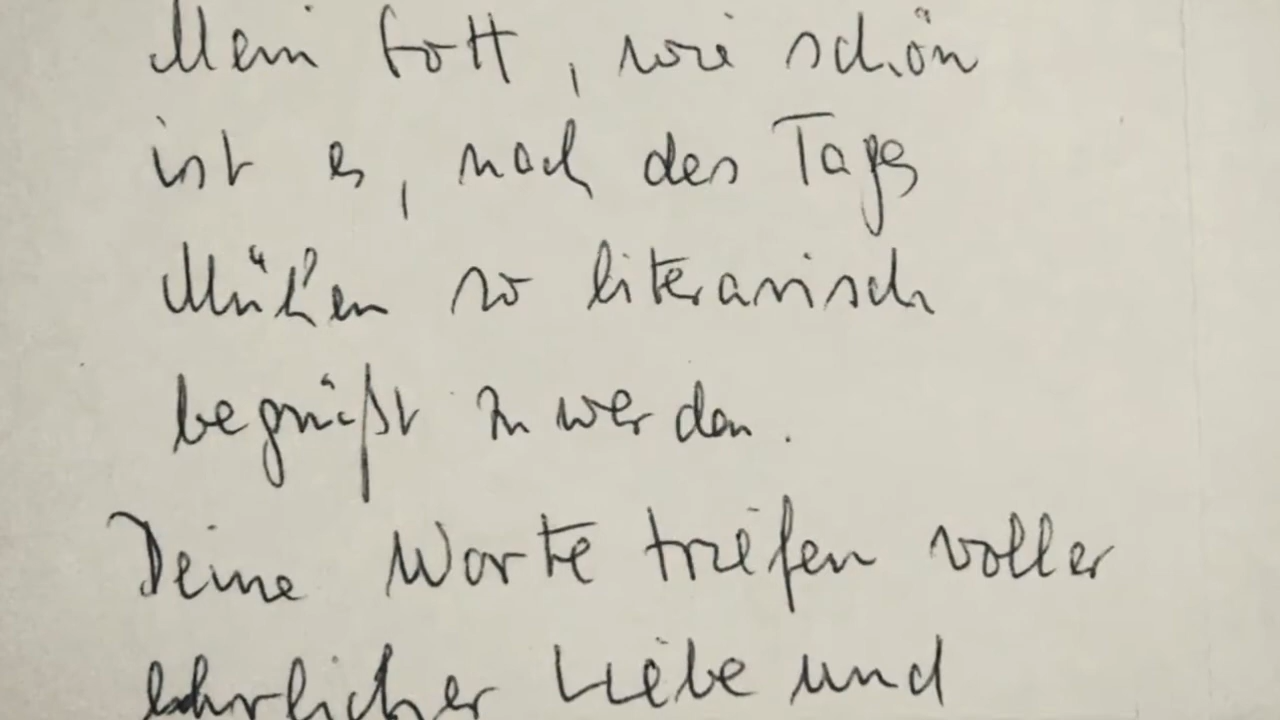 Mein Gott, wie schön
ist es, nach des Tags
Mühen so literarisch
begrüßt zu werden.
Deine Worte triefen voller
ehrlicher Liebe und